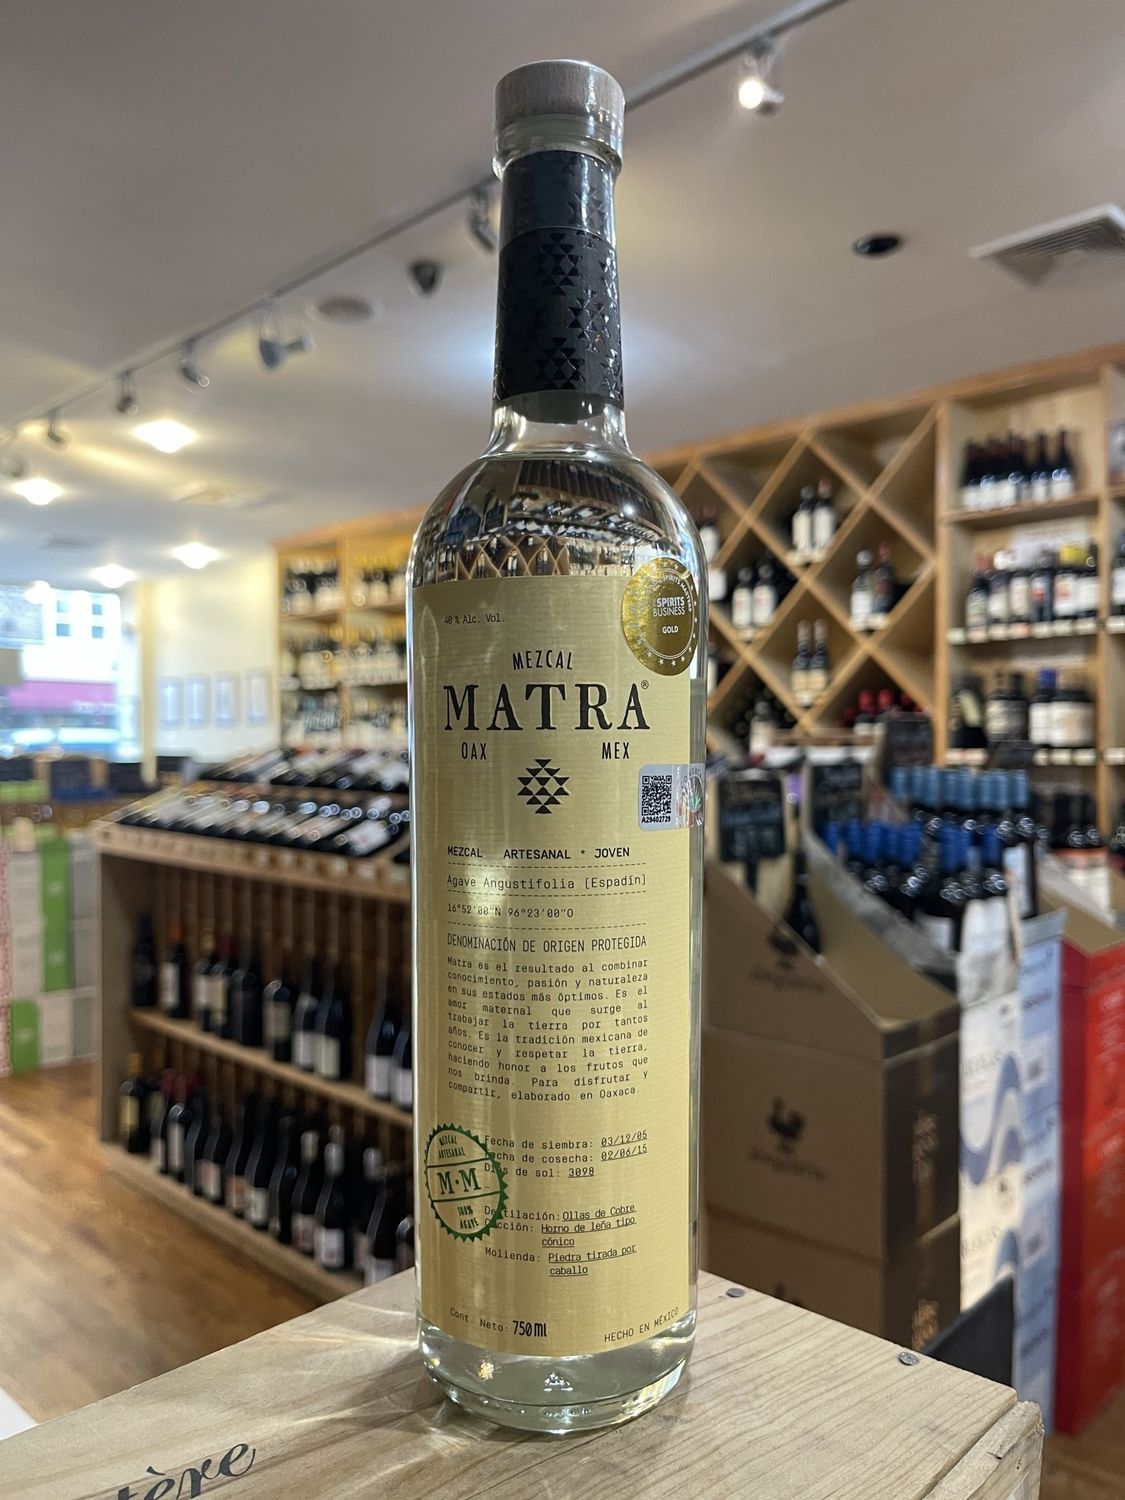 40 % Alc. Vol.
SPIRITS
BUSINESS
GOLD
MEZCAL
MATRA®
OAX MEX
A29402729
MEZCAL ARTESANAL * JOVEN
Agave Angustifolia [Espadín]
16°52'00"N 96°23'00"O
DENOMINACIÓN DE ORIGEN PROTEGIDA
Matra es el resultado al combinar
conocimiento, pasión y naturaleza
en sus estados más óptimos. Es el
amor maternal que surge al
trabajar la tierra por tantos
años. Es la tradición mexicana de
conocer y respetar la tierra,
haciendo honor a los frutos que
nos brinda. Para disfrutar y
compartir, elaborado en Oaxaca.
MEZCAL
ARTESANAL
M·M
100%
AGAVE
Fecha de siembra: 03/12/05
Fecha de cosecha: 02/06/15
Días de sol: 3098
Destilación: Ollas de Cobre
Cocción: Horno de leña tipo
cónico
Molienda: Piedra tirada por
caballo
Cont. Neto: 750ml
HECHO EN MÉXICO
ère